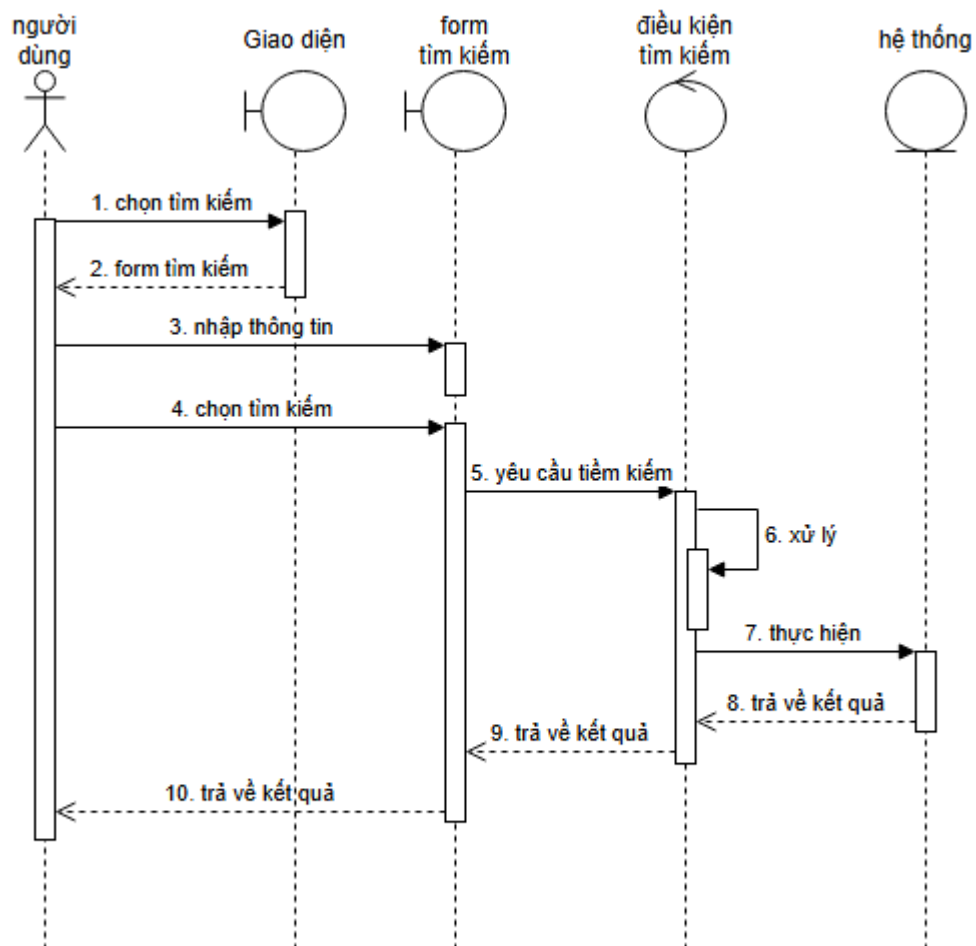 người
dùng
Giao diện
form
tìm kiếm
điều kiện
tìm kiếm
hệ thống
1. chọn tìm kiếm
2. form tìm kiếm
3. nhập thông tin
4. chọn tìm kiếm
5. yêu cầu tiềm kiếm
6. xử lý
7. thực hiện
8. trả về kết quả
9. trả về kết quả
10. trả về kết quả